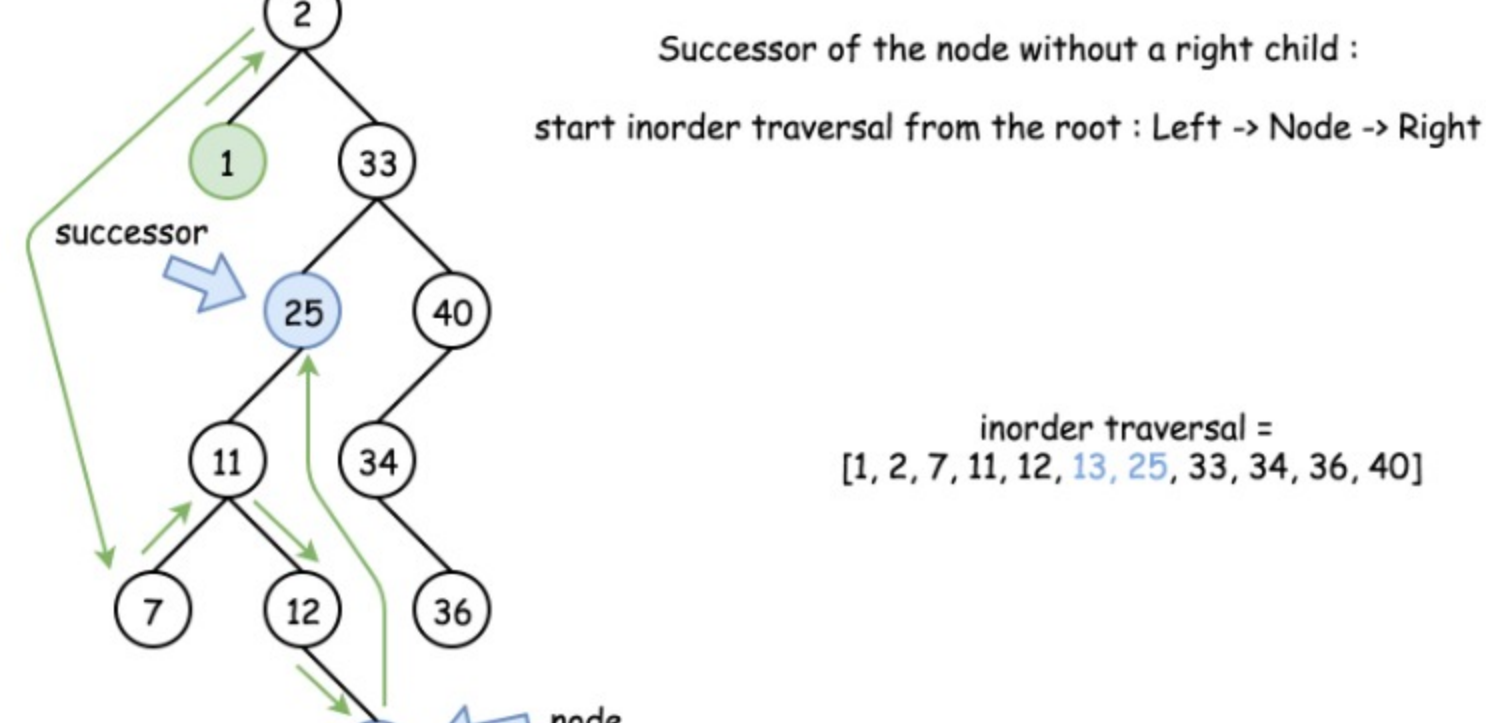 2
Successor of the node without a right child :
start inorder traversal from the root : Left -> Node -> Right
1
33
successor
25
40
inorder traversal =
[1, 2, 7, 11, 12, 13, 25, 33, 34, 36, 40]
11
34
7
12
36
node